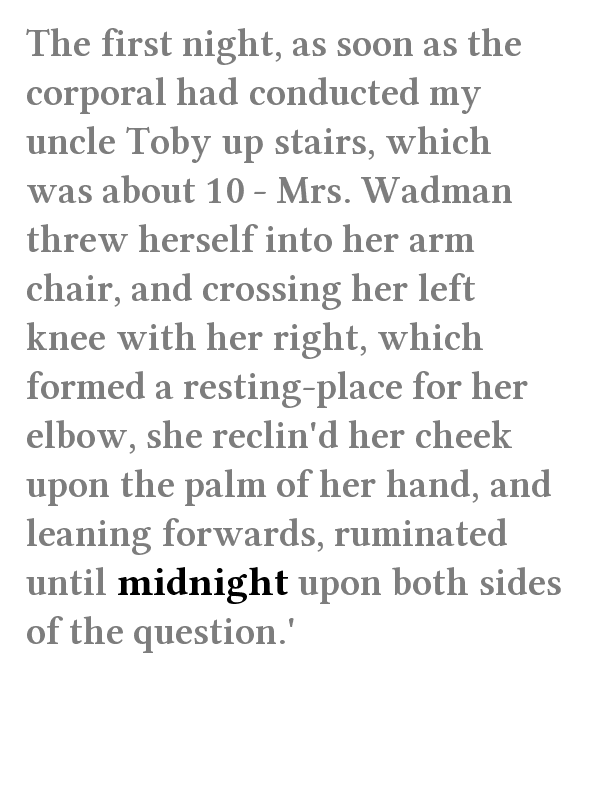 The first night, as soon as the
corporal had conducted my
uncle Toby up stairs, which
was about 10 - Mrs. Wadman
threw herself into her arm
chair, and crossing her left
knee with her right, which
formed a resting-place for her
elbow, she reclin'd her cheek
upon the palm of her hand, and
leaning forwards, ruminated
until midnight upon both sides
of the question.'